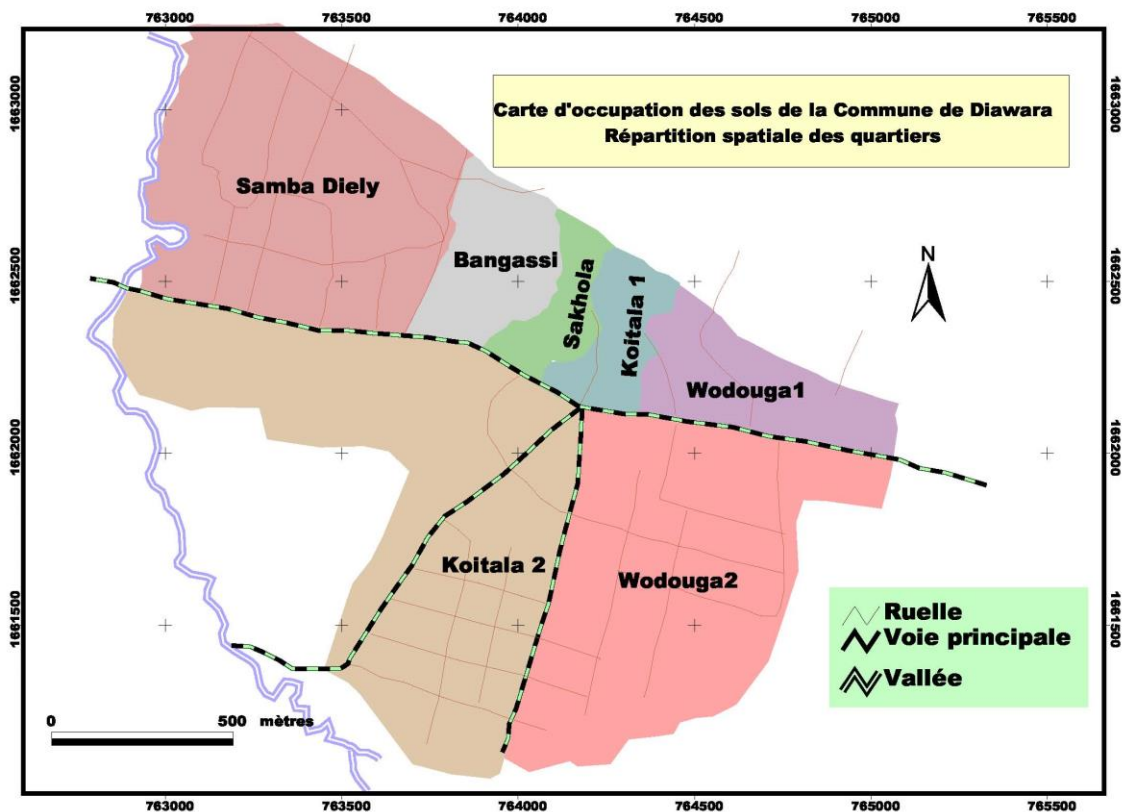 763000 763500 764000 764500 765000 765500
1663000
1662500
1662000
1661500
1663000
1662500
1662000
1661500
Carte d'occupation des sols de la Commune de Diawara
Répartition spatiale des quartiers
Samba Diely
Bangassi
Sakhola
Koitala 1
Wodouga1
N
Koitala 2
Wodouga2
Ruelle
Voie principale
Vallée
0 500 mètres
763000 763500 764000 764500 765000 765500